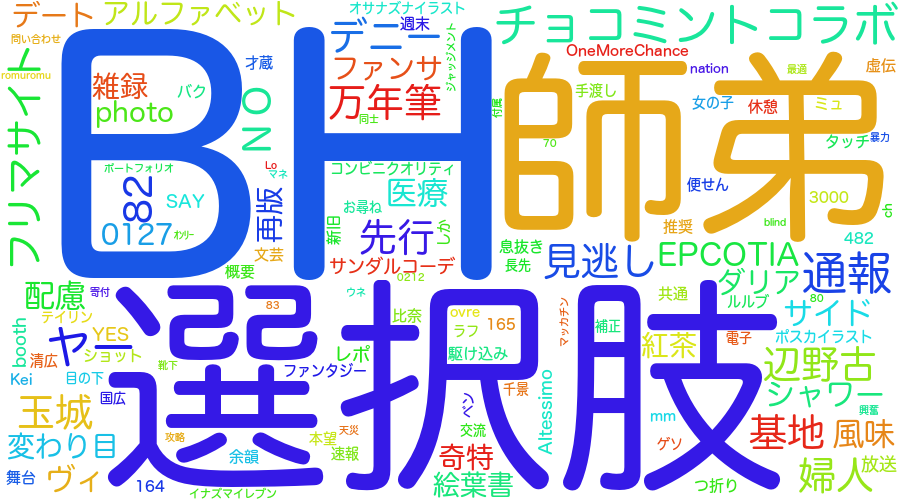 デート
アルファベット
オサナズナイラスト
週末
チョコミントコラボ
問い合わせ
romuromu
BH
デニー
ファンサ
ジャッジメント
OneMoreChance
nation
最適
虚伝
才蔵
雑録
バク
photo
NO
万年筆
同士
付属
師弟
手渡し
女の子
休憩
ミュ
タッチ
暴力
フリマサイト
ポートフォリオ
Lo
マネ
コンビニクオリティ
70
便せん
82
SAY
再版
医療
お尋ね
3000
ch
0127
オンリー
新旧
先行
しか
息抜き
推奨
blind
482
文芸
概要
サンダルコーデ
0212
長先
見逃し
EPCOTIA
通報
配慮
寄付
選択肢
83
ウネ
共通
ダリア
ルルブ
80
サイド
テイリン
booth
ヤー
YES
ショット
比奈
ovre
ラフ
165
マッカチン
補正
紅茶
電子
ポスカイラスト
清広
靴下
ファンタジー
レポ
駆け込み
辺野古
Kei
目の下
国広
ペン
千景
Altessimo
シャワー
玉城
mm
興奮
変わり目
攻略
本望
天災
速報
交流
ゲソ
基地
風味
舞台
ヴィ
164
余韻
奇特
イナズマイレブン
絵葉書
つ折り
婦人
放送